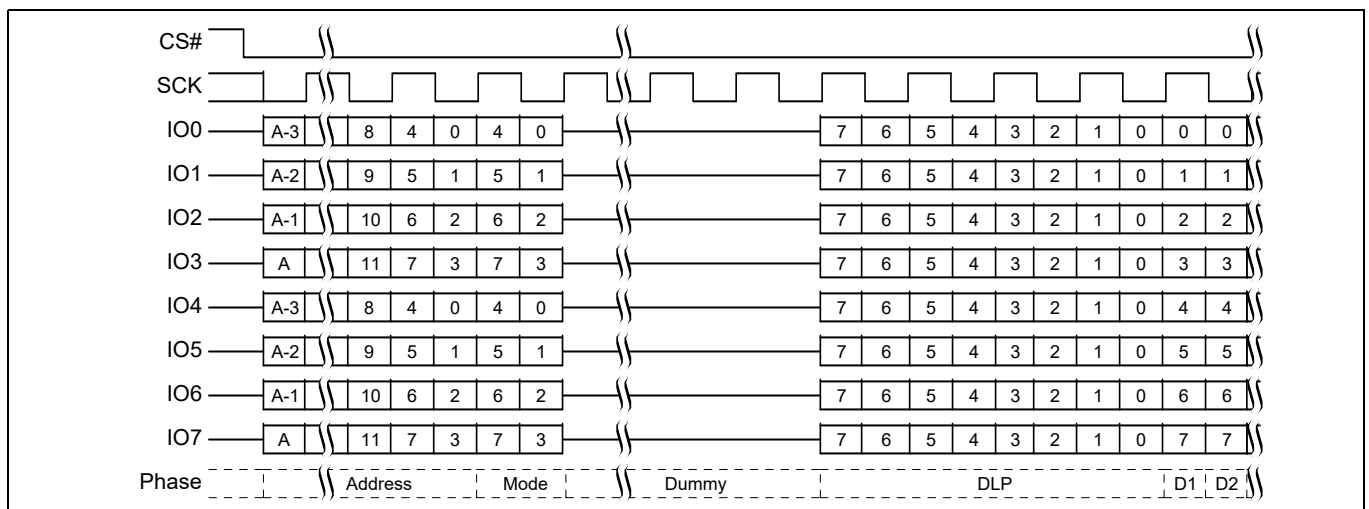 CS#
SCK
IO0 A-3 8 4 0 4 0 7 6 5 4 3 2 1 0 0 0
IO1 A-2 9 5 1 5 1 7 6 5 4 3 2 1 0 1 1
IO2 A-1 10 6 2 6 2 7 6 5 4 3 2 1 0 2 2
IO3 A 11 7 3 7 3 7 6 5 4 3 2 1 0 3 3
IO4 A-3 8 4 0 4 0 7 6 5 4 3 2 1 0 4 4
IO5 A-2 9 5 1 5 1 7 6 5 4 3 2 1 0 5 5
IO6 A-1 10 6 2 6 2 7 6 5 4 3 2 1 0 6 6
IO7 A 11 7 3 7 3 7 6 5 4 3 2 1 0 7 7
Phase Address Mode Dummy DLP D1 D2